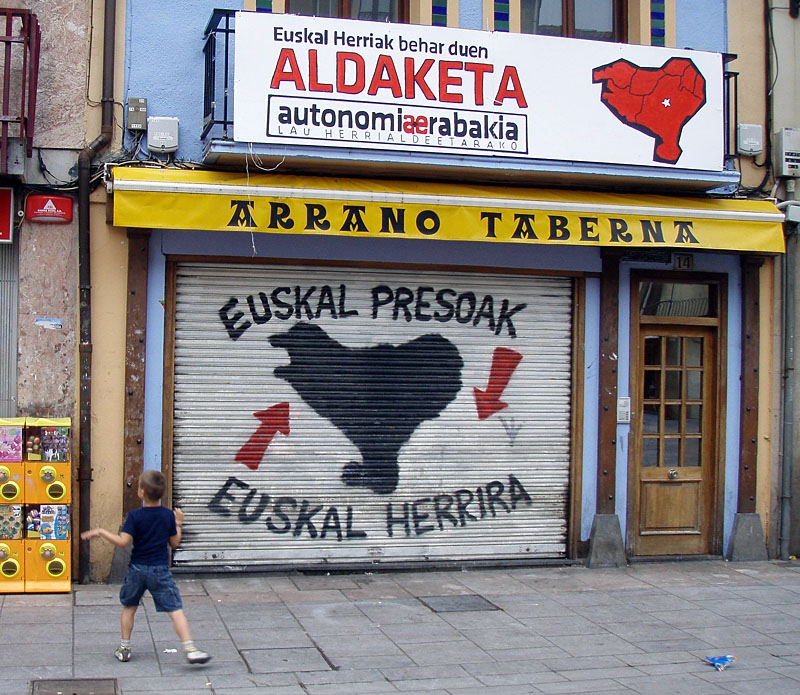 Euskal Herriak behar duen
ALDAKETA
autonomiaerabakia
LAU HERRIALDEETARAKO
ARRANO TABERNA
14
EUSKAL PRESOAK
EUSKAL HERRIRA